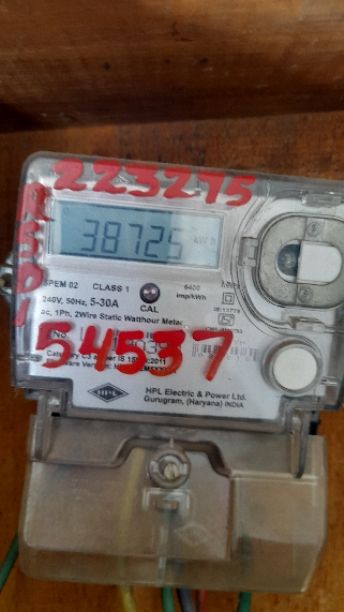 223275
38725 kWh
SPEM 02 CLASS 1
6400
imp/kWh
240V, 50Hz, 5-30A
CAL
ac, 1Ph, 2Wire Static Watthour Meter
54537
HPL
HPL Electric & Power Ltd.
Gurugram, (Haryana) INDIA